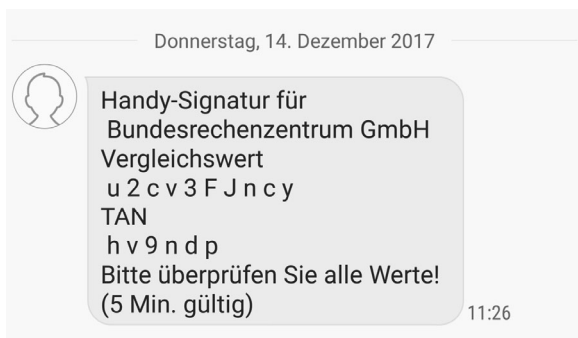 Donnerstag, 14. Dezember 2017
Handy-Signatur für
Bundesrechenzentrum GmbH
Vergleichswert
u 2 c v 3 F J n c y
TAN
h v 9 n d p
Bitte überprüfen Sie alle Werte!
(5 Min. gültig)
11:26